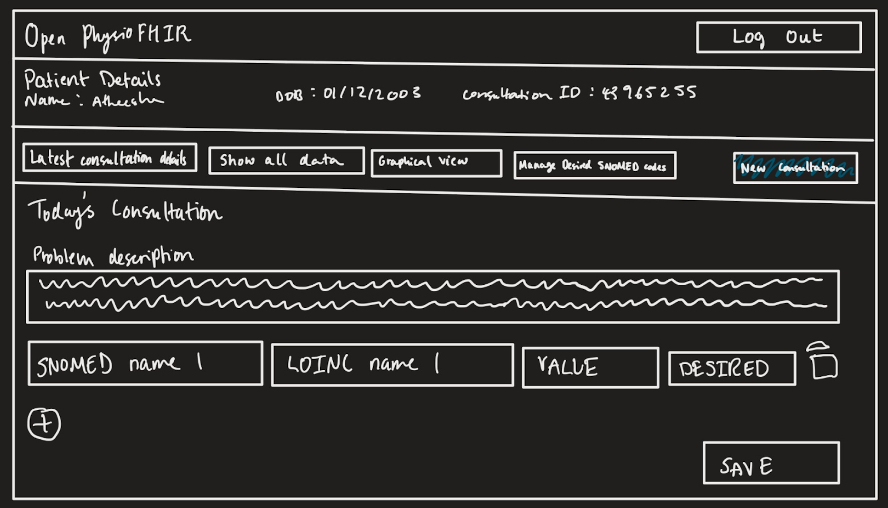 Open PhysioFHIR
Log Out
Patient Details
Name: Atheesha
DOB: 01/12/2003
Consultation ID: 43965255
Latest consultation details
Show all data
Graphical view
Manage Desired SNOMED codes
New Consultation
Today's Consultation
Problem description
SNOMED name 1
LOINC name 1
VALUE
DESIRED
+
SAVE